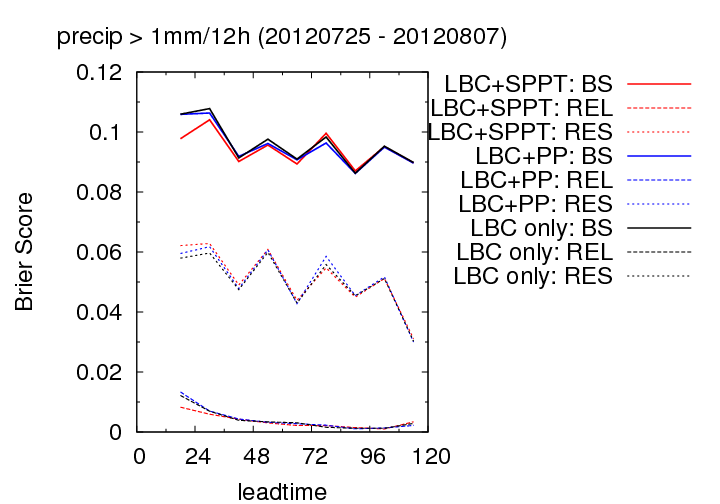 precip > 1mm/12h (20120725 - 20120807)
0.12
0.1
0.08
0.06
0.04
0.02
0
Brier Score
0 24 48 72 96 120
leadtime
LBC+SPPT: BS
LBC+SPPT: REL
LBC+SPPT: RES
LBC+PP: BS
LBC+PP: REL
LBC+PP: RES
LBC only: BS
LBC only: REL
LBC only: RES